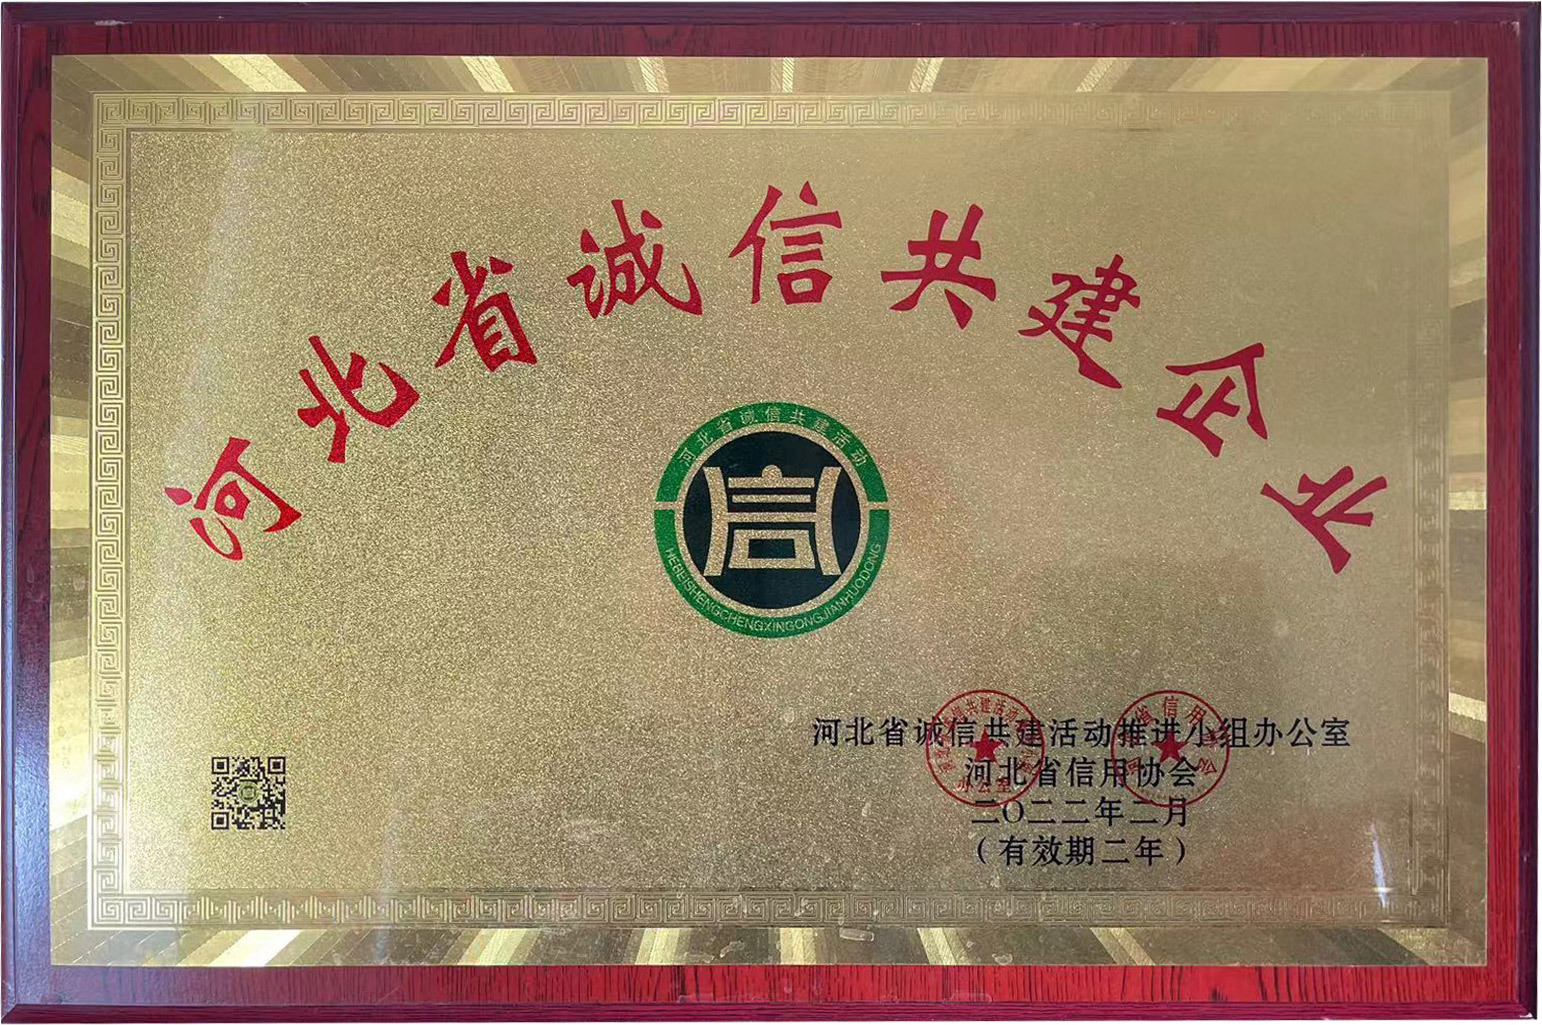 河北省诚信共建企业
河北省诚信共建活动
信
HEBEISHENGCHENGXINGONGJIANHUODONG
河北省诚信共建活动推进小组办公室
河北省信用协会
二〇二二年二月
（有效期二年）